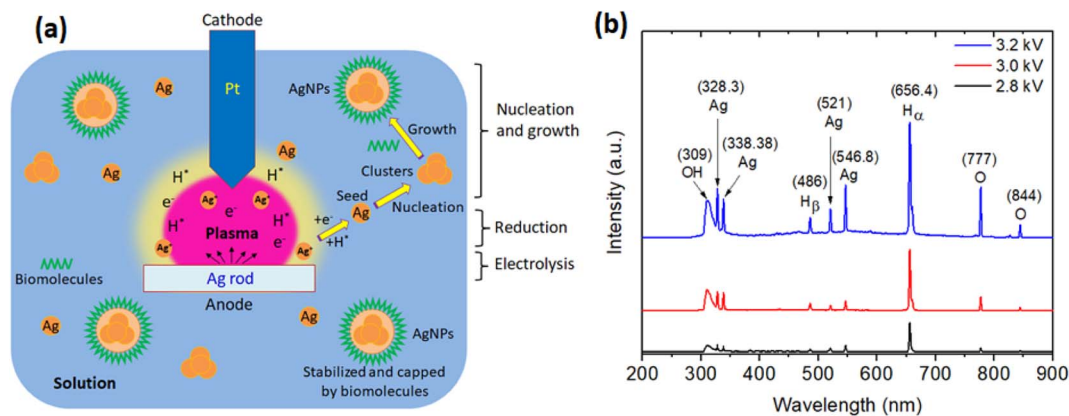 (a)
Cathode
Pt
Ag
AgNPs
Nucleation
and growth
Growth
Ag
Ag
Clusters
H*
Ag⁺
Ag⁺
Seed
e⁻
e⁻
Ag
Nucleation
H*
H*
+e⁻
Plasma
e⁻
Reduction
Ag⁺
Ag⁺
+H*
Electrolysis
Biomolecules
Ag rod
Anode
Ag
Ag
AgNPs
Solution
Stabilized and capped
by biomolecules
(b)
3.2 kV
3.0 kV
2.8 kV
(328.3)
Ag
(656.4)
Hα
(521)
Ag
(338.38)
Ag
(309)
OH
(546.8)
Ag
(777)
O
(486)
Hβ
(844)
O
Intensity (a.u.)
200 300 400 500 600 700 800 900
Wavelength (nm)